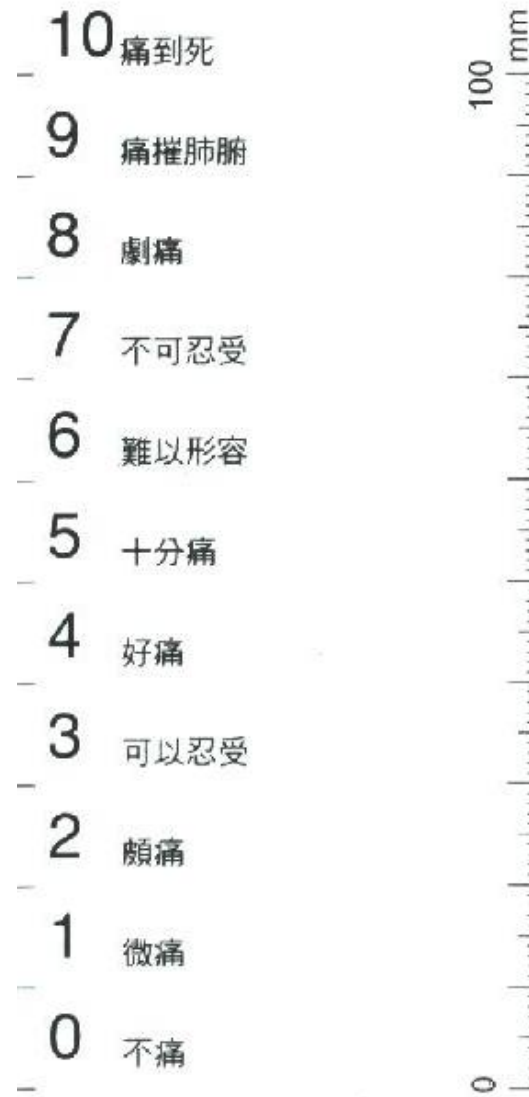 mm
100
10 痛到死
9 痛摧肺腑
8 劇痛
7 不可忍受
6 難以形容
5 十分痛
4 好痛
3 可以忍受
2 頗痛
1 微痛
0 不痛
0